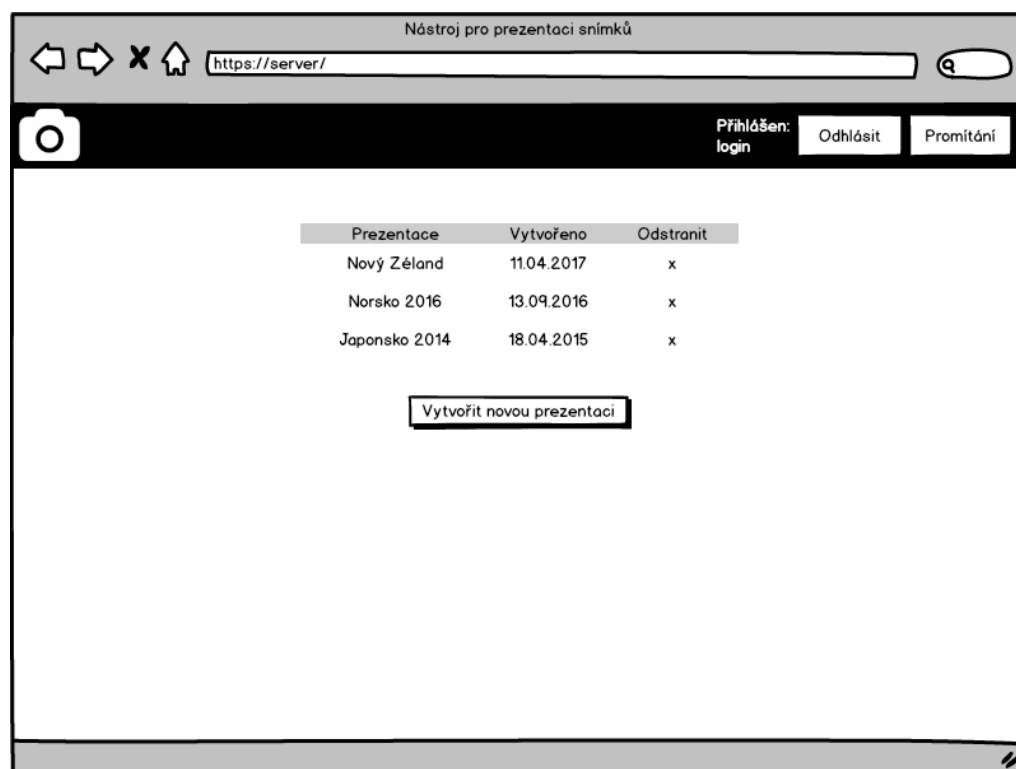 Nástroj pro prezentaci snímků
https://server/
Přihlášen:
login
Odhlásit
Promítání
Prezentace Vytvořeno Odstranit
Nový Zéland 11.04.2017 x
Norsko 2016 13.09.2016 x
Japonsko 2014 18.04.2015 x
Vytvořit novou prezentaci